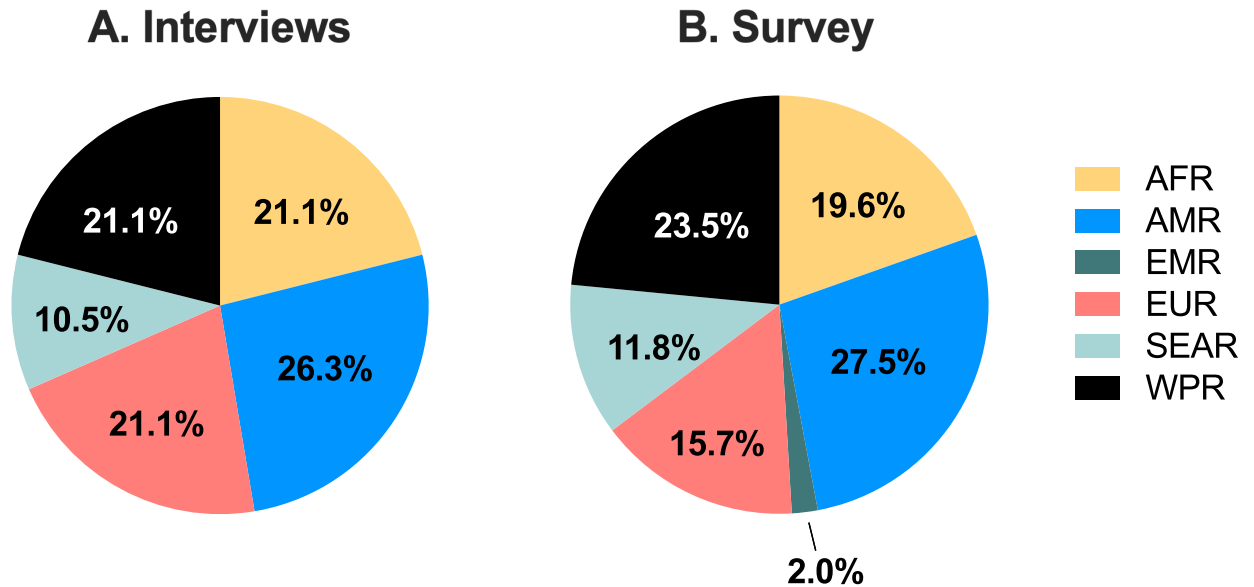 A. Interviews
21.1%
21.1%
10.5%
26.3%
21.1%
B. Survey
19.6%
23.5%
11.8%
27.5%
15.7%
2.0%
AFR
AMR
EMR
EUR
SEAR
WPR